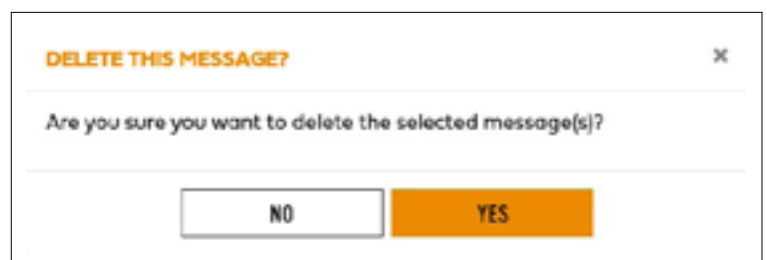 DELETE THIS MESSAGE? ×
Are you sure you want to delete the selected message(s)?
NO YES